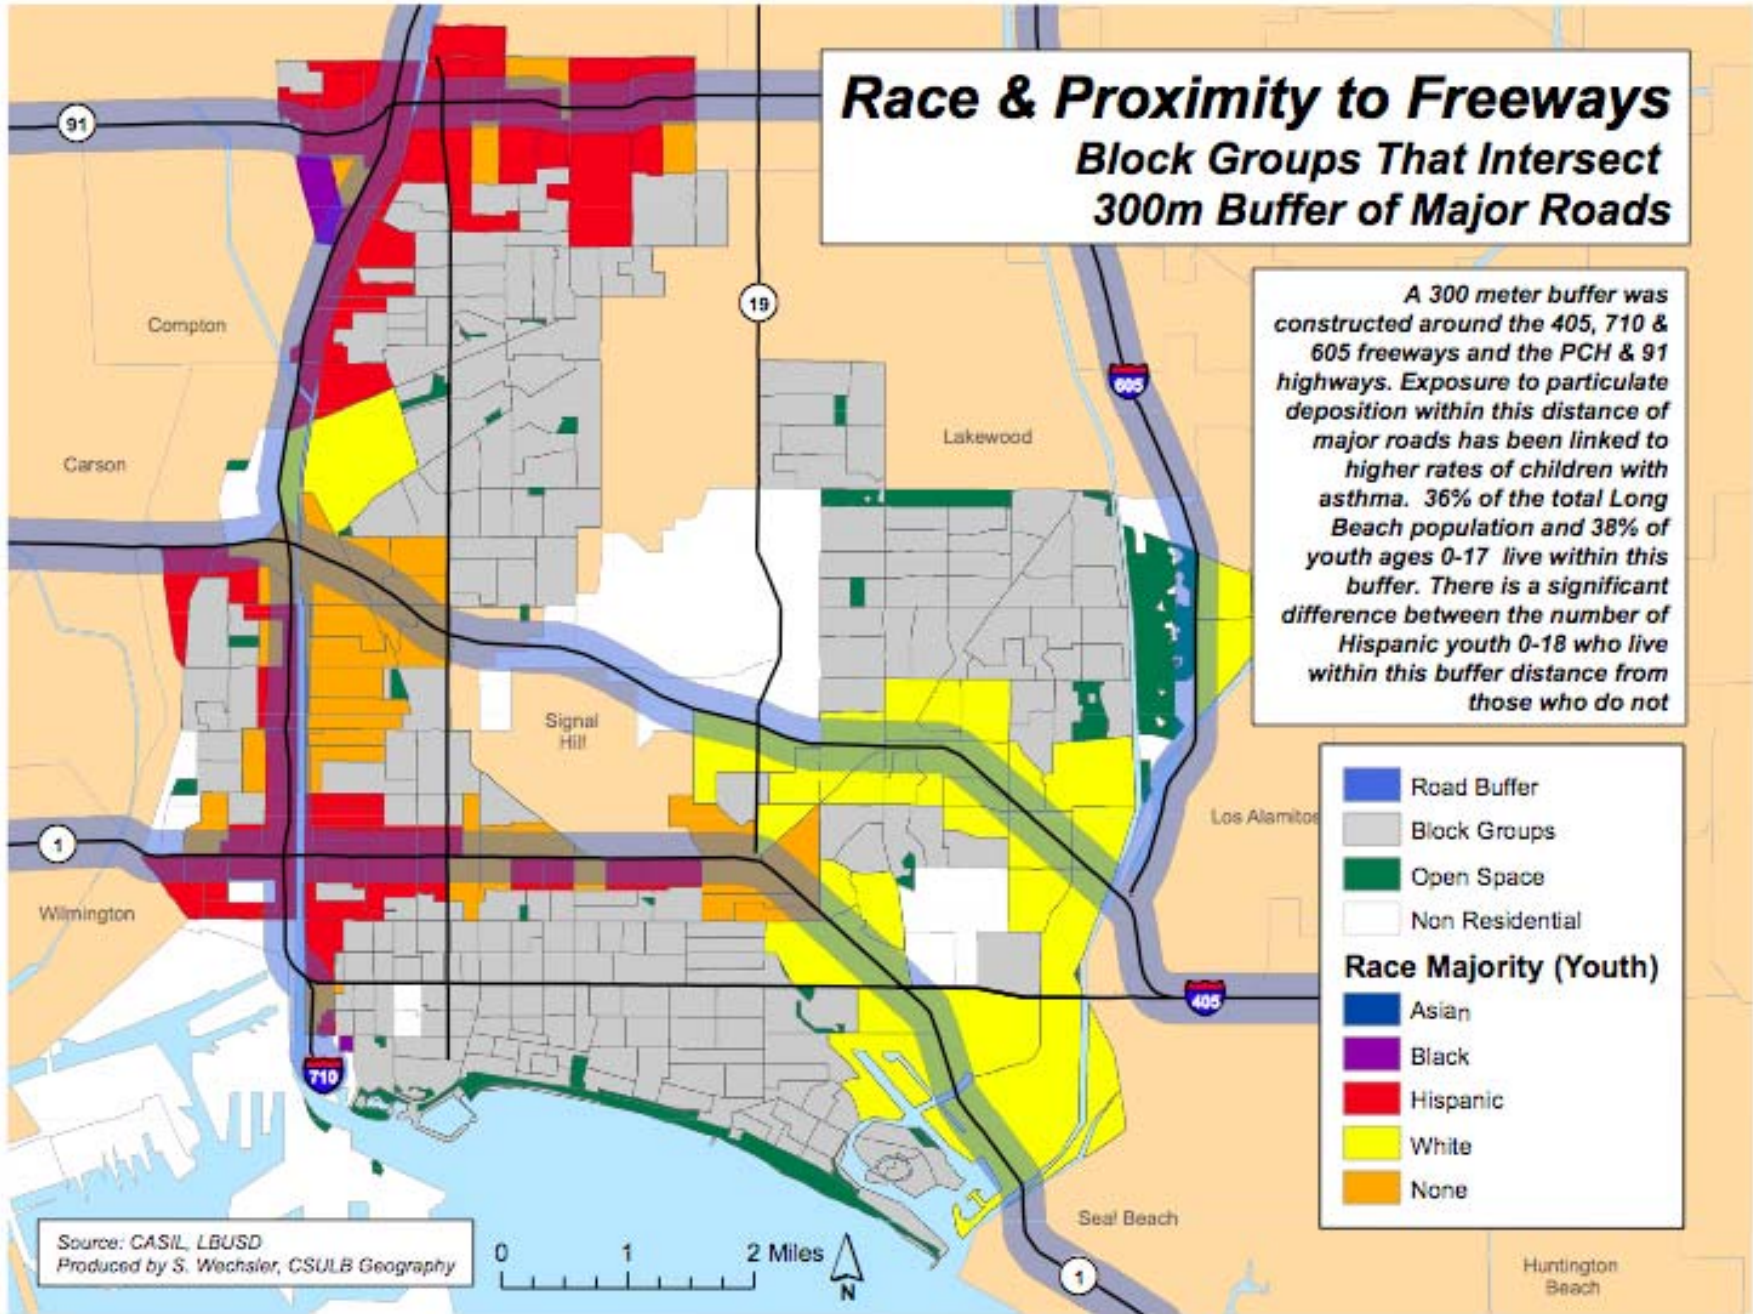 Race & Proximity to Freeways
Block Groups That Intersect
300m Buffer of Major Roads
A 300 meter buffer was
constructed around the 405, 710 &
605 freeways and the PCH & 91
highways. Exposure to particulate
deposition within this distance of
major roads has been linked to
higher rates of children with
asthma. 36% of the total Long
Beach population and 38% of
youth ages 0-17 live within this
buffer. There is a significant
difference between the number of
Hispanic youth 0-18 who live
within this buffer distance from
those who do not
91
19
605
Compton
Lakewood
Carson
Signal
Hill
Los Alamitos
1
Wilmington
405
710
Seal Beach
1
Huntington
Beach
Road Buffer
Block Groups
Open Space
Non Residential
Race Majority (Youth)
Asian
Black
Hispanic
White
None
Source: CASIL, LBUSD
Produced by S. Wechsler, CSULB Geography
0 1 2 Miles
N